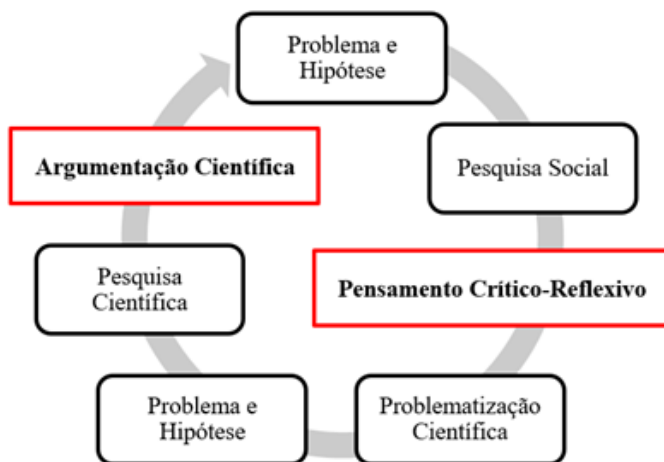 Problema e
Hipótese
Pesquisa Social
Pensamento Crítico-Reflexivo
Problematização
Científica
Problema e
Hipótese
Pesquisa
Científica
Argumentação Científica